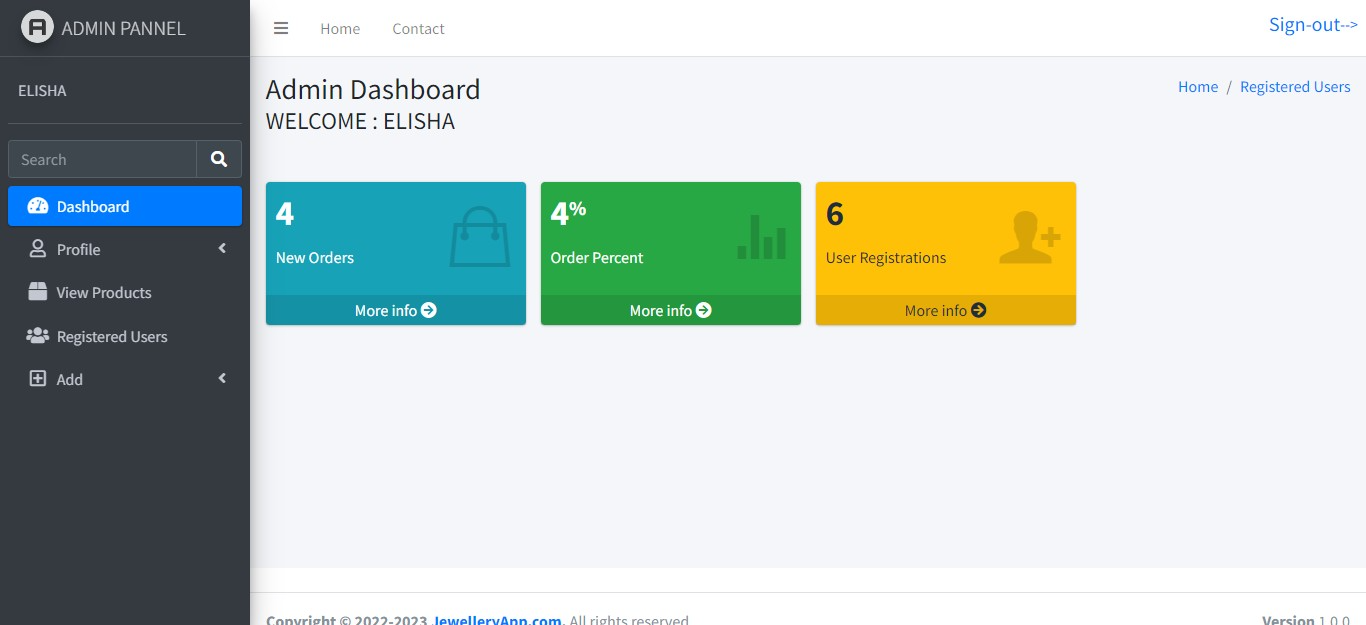 ADMIN PANNEL
Home Contact Sign-out-->
ELISHA
Search
Dashboard
Profile
View Products
Registered Users
Add
Admin Dashboard
Home / Registered Users
WELCOME : ELISHA
4
New Orders
More info
4%
Order Percent
More info
6
User Registrations
More info
Copyright © 2022-2023 JewelleryApp.com. All rights reserved
Version 1.0.0